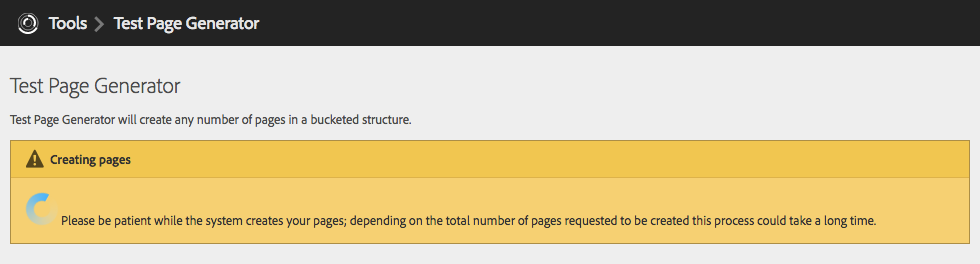 Tools > Test Page Generator
Test Page Generator
Test Page Generator will create any number of pages in a bucketed structure.
Creating pages
Please be patient while the system creates your pages; depending on the total number of pages requested to be created this process could take a long time.